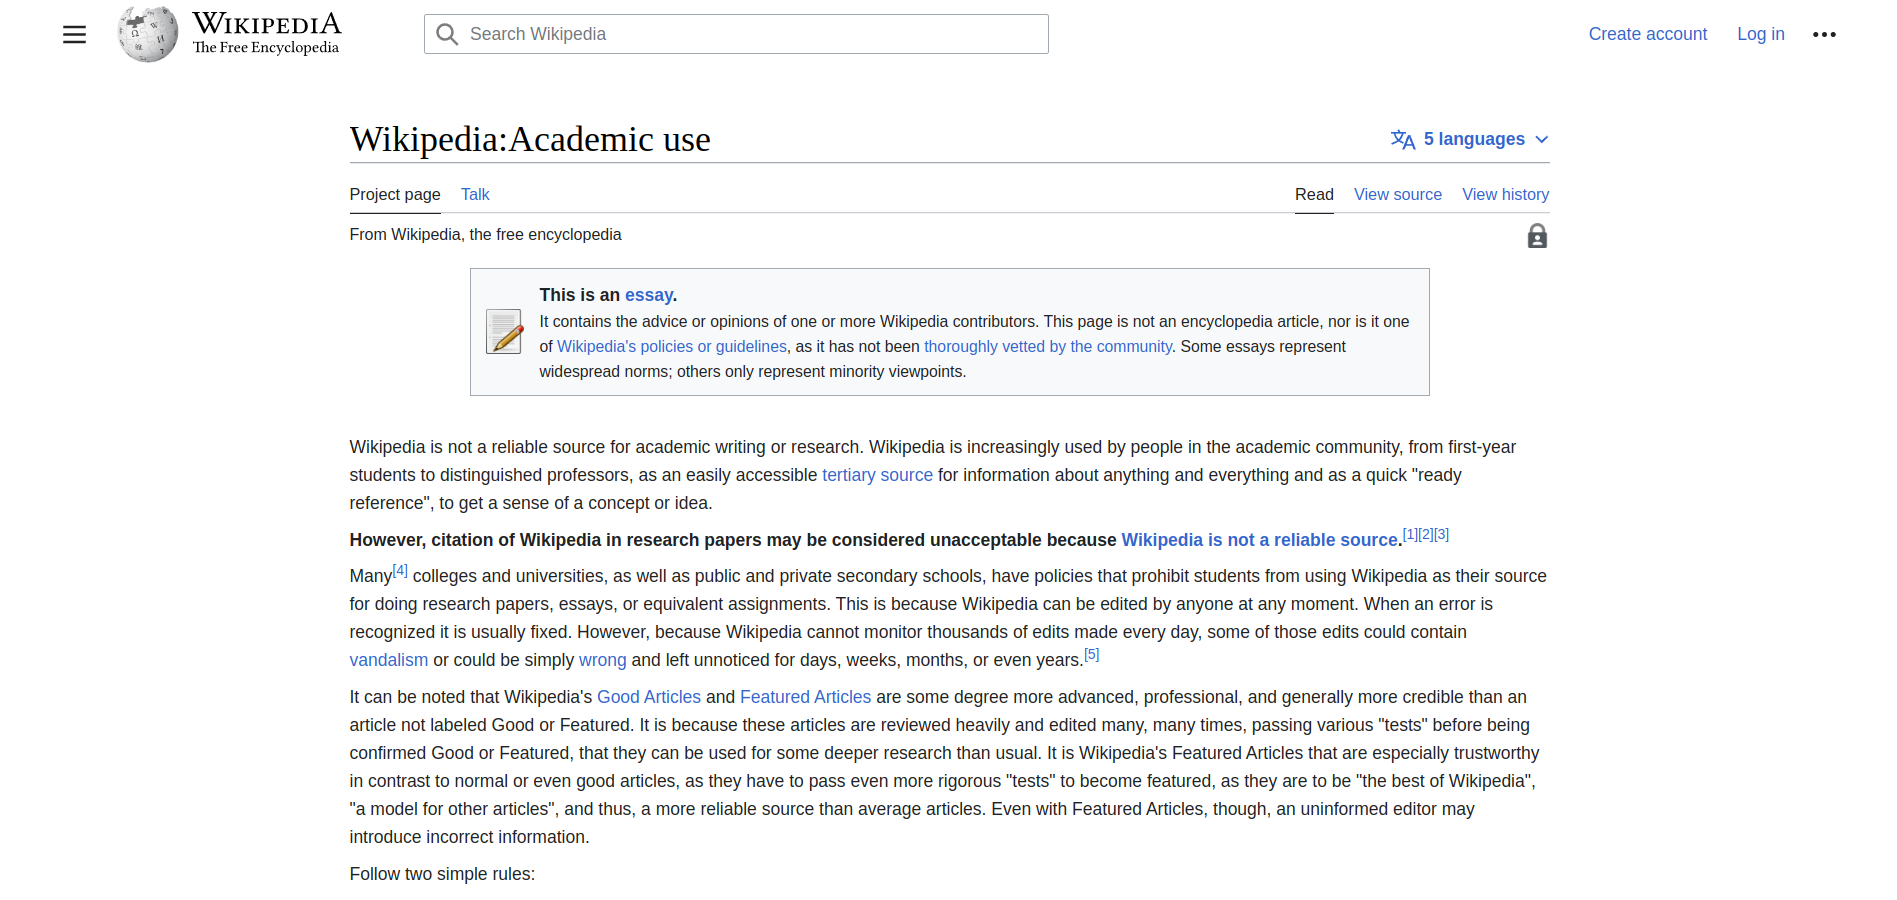 WIKIPEDIA
The Free Encyclopedia
Search Wikipedia
Create account
Log in
Wikipedia:Academic use
5 languages
Project page
Talk
Read
View source
View history
From Wikipedia, the free encyclopedia
This is an essay.
It contains the advice or opinions of one or more Wikipedia contributors. This page is not an encyclopedia article, nor is it one
of Wikipedia's policies or guidelines, as it has not been thoroughly vetted by the community. Some essays represent
widespread norms; others only represent minority viewpoints.
Wikipedia is not a reliable source for academic writing or research. Wikipedia is increasingly used by people in the academic community, from first-year
students to distinguished professors, as an easily accessible tertiary source for information about anything and everything and as a quick "ready
reference", to get a sense of a concept or idea.
However, citation of Wikipedia in research papers may be considered unacceptable because Wikipedia is not a reliable source.[1][2][3]
Many[4] colleges and universities, as well as public and private secondary schools, have policies that prohibit students from using Wikipedia as their source
for doing research papers, essays, or equivalent assignments. This is because Wikipedia can be edited by anyone at any moment. When an error is
recognized it is usually fixed. However, because Wikipedia cannot monitor thousands of edits made every day, some of those edits could contain
vandalism or could be simply wrong and left unnoticed for days, weeks, months, or even years.[5]
It can be noted that Wikipedia's Good Articles and Featured Articles are some degree more advanced, professional, and generally more credible than an
article not labeled Good or Featured. It is because these articles are reviewed heavily and edited many, many times, passing various "tests" before being
confirmed Good or Featured, that they can be used for some deeper research than usual. It is Wikipedia's Featured Articles that are especially trustworthy
in contrast to normal or even good articles, as they have to pass even more rigorous "tests" to become featured, as they are to be "the best of Wikipedia",
"a model for other articles", and thus, a more reliable source than average articles. Even with Featured Articles, though, an uninformed editor may
introduce incorrect information.
Follow two simple rules: